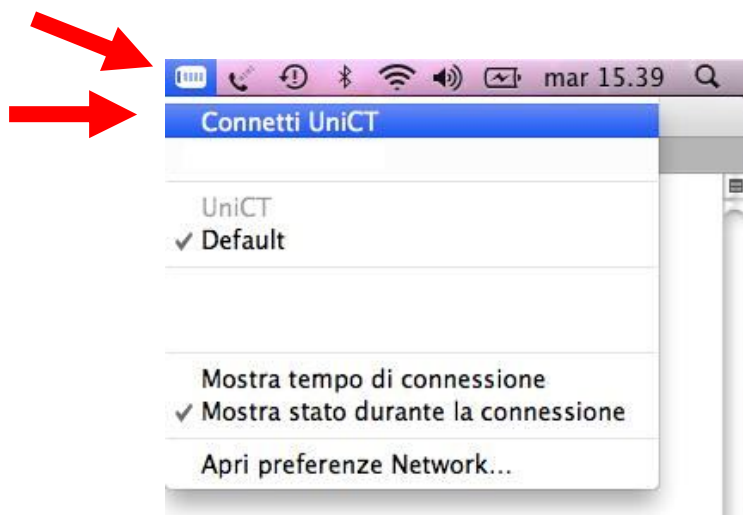 mar 15.39
Connetti UniCT
UniCT
✓ Default
Mostra tempo di connessione
✓ Mostra stato durante la connessione
Apri preferenze Network...